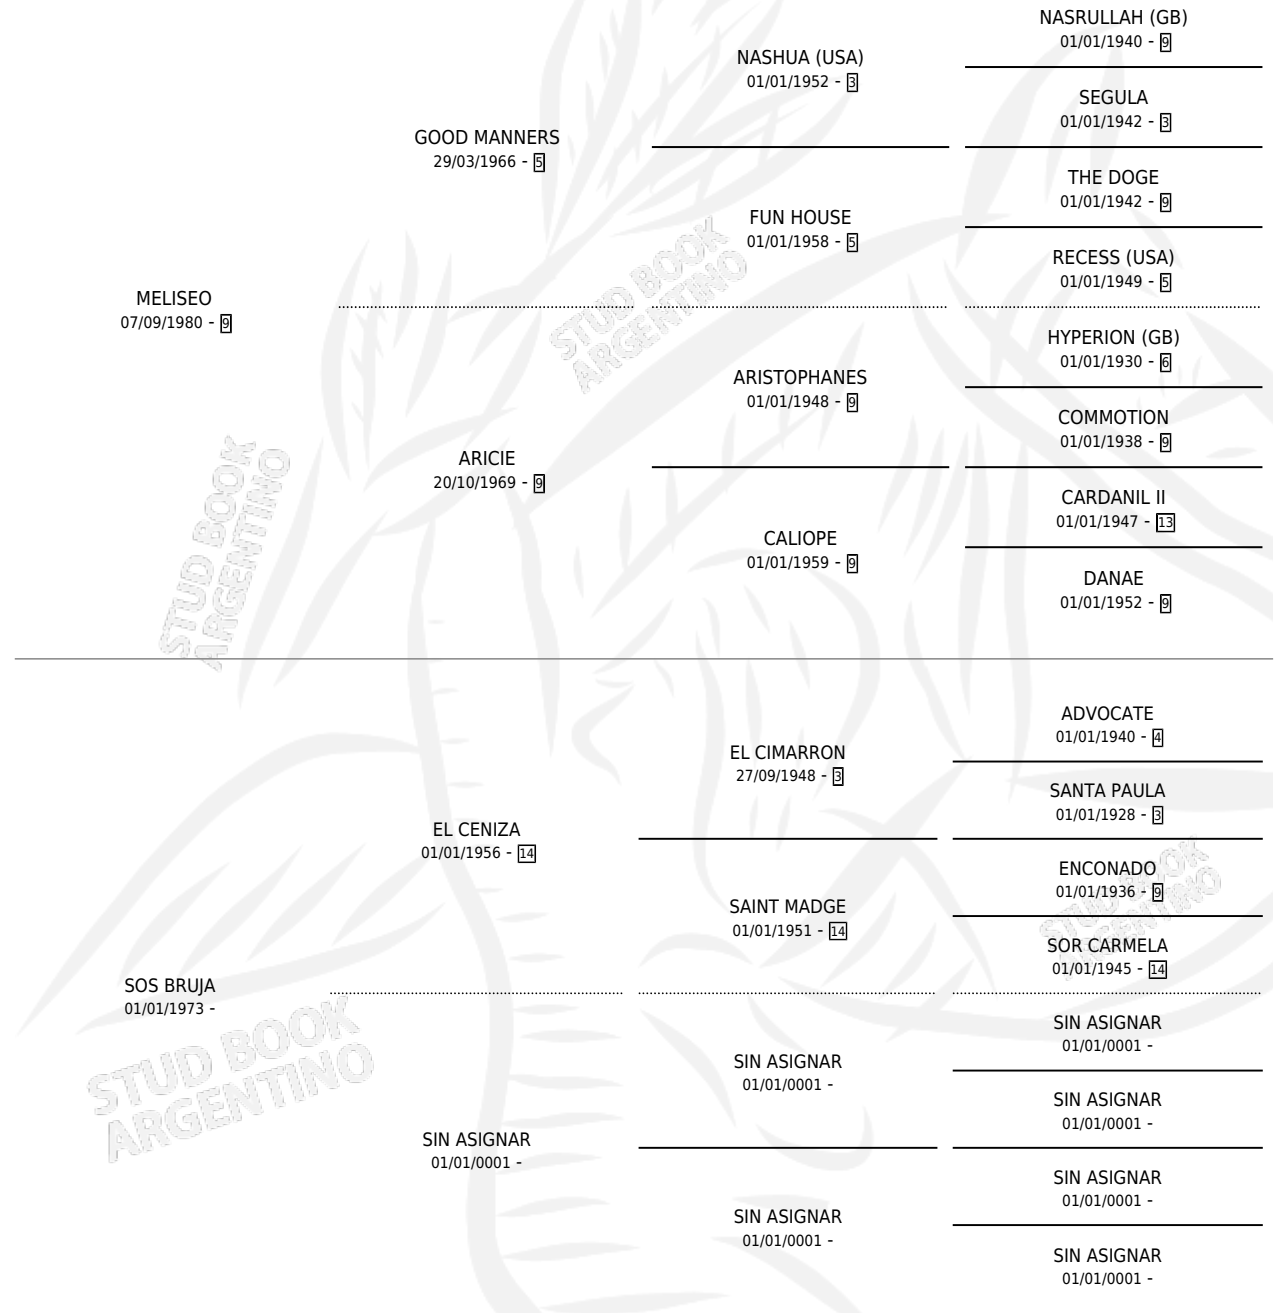 NASRULLAH (GB)
01/01/1940 - 9
NASHUA (USA)
01/01/1952 - 3
SEGULA
01/01/1942 - 3
GOOD MANNERS
29/03/1966 - 5
THE DOGE
01/01/1942 - 9
FUN HOUSE
01/01/1958 - 5
RECESS (USA)
01/01/1949 - 5
MELISEO
07/09/1980 - 9
HYPERION (GB)
01/01/1930 - 6
ARISTOPHANES
01/01/1948 - 9
COMMOTION
01/01/1938 - 9
ARICIE
20/10/1969 - 9
CARDANIL II
01/01/1947 - 13
CALIOPE
01/01/1959 - 9
DANAE
01/01/1952 - 9
ADVOCATE
01/01/1940 - 4
EL CIMARRON
27/09/1948 - 3
SANTA PAULA
01/01/1928 - 3
EL CENIZA
01/01/1956 - 14
ENCONADO
01/01/1936 - 9
SAINT MADGE
01/01/1951 - 14
SOR CARMELA
01/01/1945 - 14
SOS BRUJA
01/01/1973 -
SIN ASIGNAR
01/01/0001 -
SIN ASIGNAR
01/01/0001 -
SIN ASIGNAR
01/01/0001 -
SIN ASIGNAR
01/01/0001 -
SIN ASIGNAR
01/01/0001 -
SIN ASIGNAR
01/01/0001 -
SIN ASIGNAR
01/01/0001 -
STUD BOOK
ARGENTINO
STUD BOOK
ARGENTINO
STUD BOOK
ARGENTINO
STUD BOOK
ARGENTINO